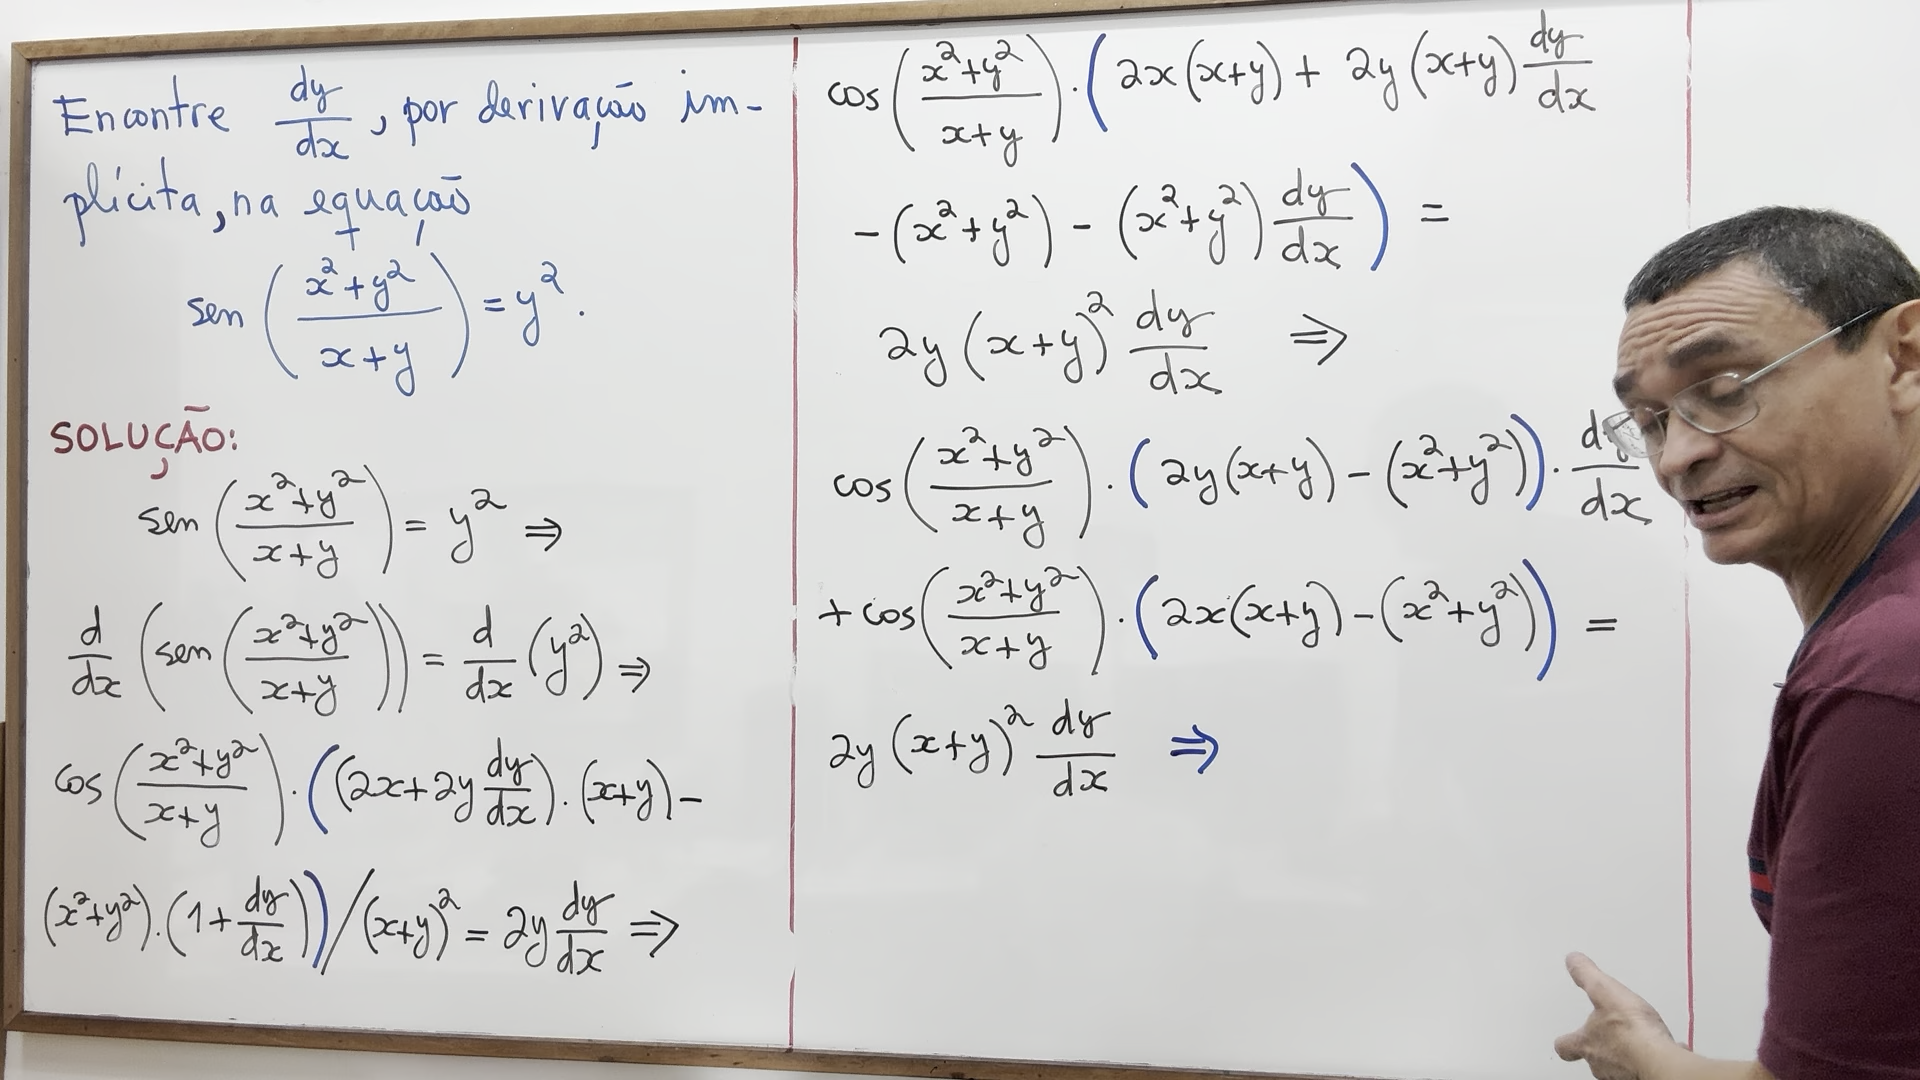 Encontre dy/dx, por derivação im-
plícita, na equação
sen((x²+y²)/(x+y)) = y².
SOLUÇÃO:
sen((x²+y²)/(x+y)) = y² ⇒
d/dx(sen((x²+y²)/(x+y))) = d/dx(y²) ⇒
cos((x²+y²)/(x+y)) · ((2x+2y dy/dx) · (x+y) −
(x²+y²) · (1+dy/dx))/(x+y)² = 2y dy/dx ⇒
cos((x²+y²)/(x+y)) · (2x(x+y) + 2y(x+y) dy/dx
−(x²+y²) − (x²+y²) dy/dx) =
2y(x+y)² dy/dx ⇒
cos((x²+y²)/(x+y)) · (2y(x+y) − (x²+y²)) · dy/dx
+ cos((x²+y²)/(x+y)) · (2x(x+y) − (x²+y²)) =
2y(x+y)² dy/dx ⇒